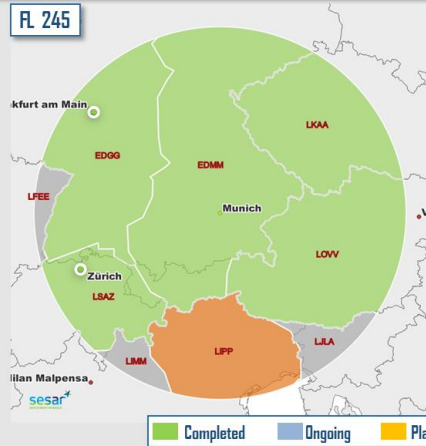 FL 245
kfurt am Main
LKAA
EDGG
EDMM
LFEE
Munich
LOVV
Zürich
LSAZ
LIPP
LJLA
LIMM
ilan Malpensa
sesar
Completed
Ongoing
Pla